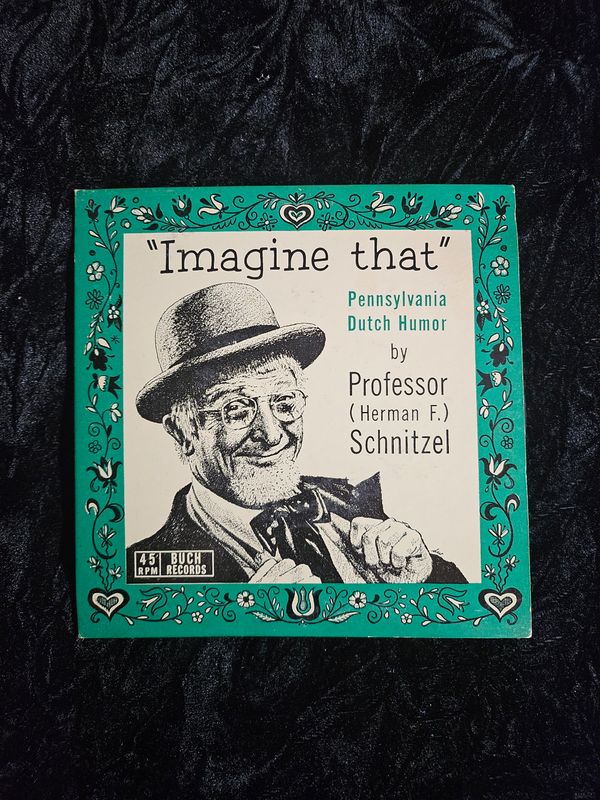 "Imagine that"
Pennsylvania
Dutch Humor
by
Professor
(Herman F.)
Schnitzel
45
RPM
BUCH
RECORDS